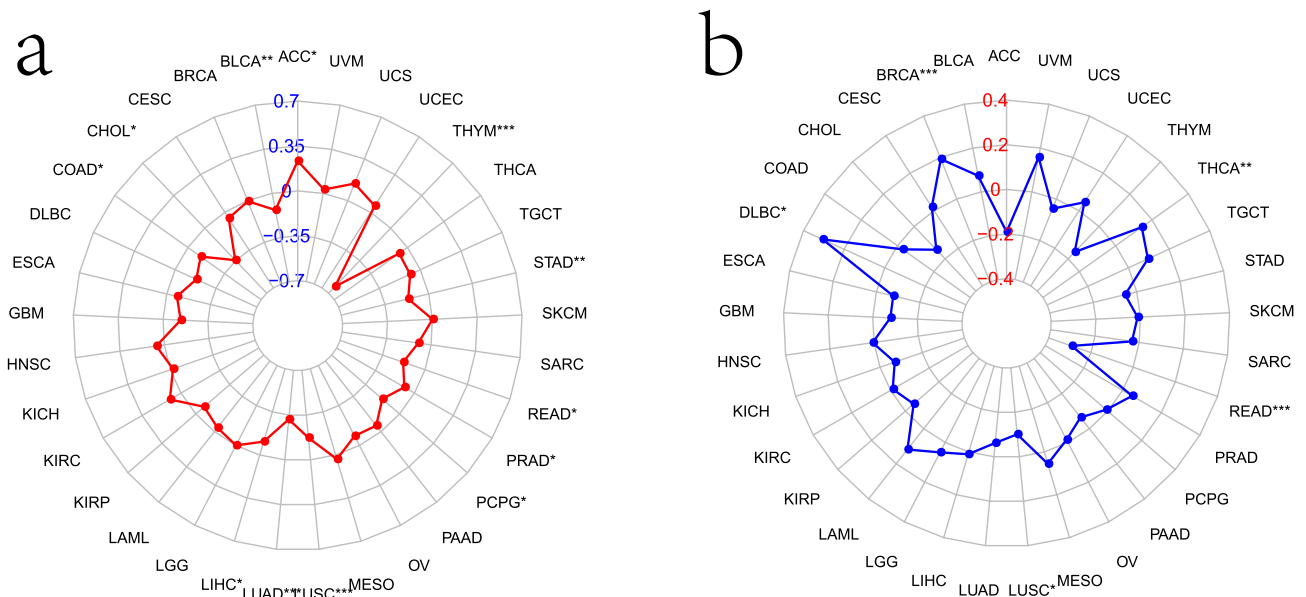 a
ACC*
UVM
UCS
UCEC
THYM***
THCA
TGCT
STAD**
SKCM
SARC
READ*
PRAD*
PCPG*
PAAD
OV
MESO
LUSC***
LIHC*
LGG
LAML
KIRP
KIRC
KICH
HNSC
GBM
ESCA
DLBC
COAD*
CHOL*
CESC
BRCA
BLCA**
0.7
0.35
0
−0.35
−0.7
b
ACC
UVM
UCS
UCEC
THYM
THCA**
TGCT
STAD
SKCM
SARC
READ***
PRAD
PCPG
PAAD
OV
MESO
LUSC*
LUAD
LIHC
LGG
LAML
KIRP
KIRC
KICH
HNSC
GBM
ESCA
DLBC*
COAD
CHOL
CESC
BRCA***
BLCA
0.4
0.2
0
−0.2
−0.4